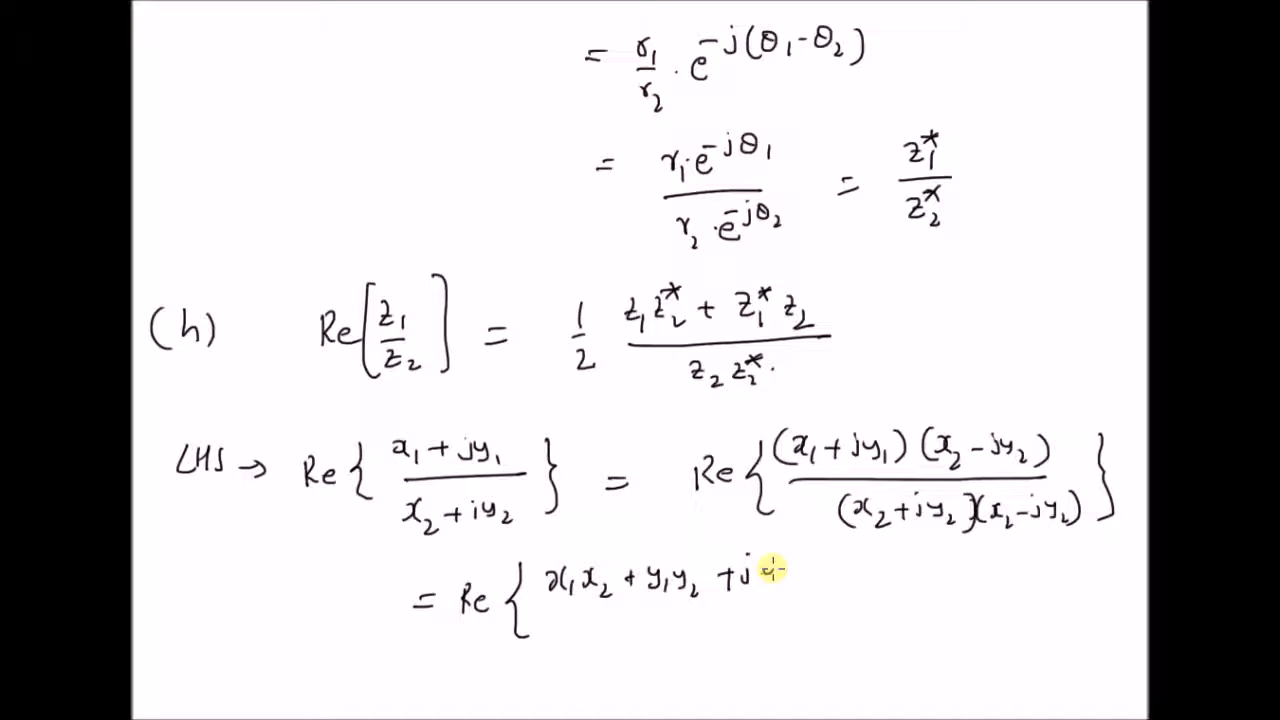 = r₁/r₂ · e^-j(θ₁-θ₂)
= r₁·e^-jθ₁ / r₂·e^-jθ₂ = z₁*/z₂*
(h) Re[z₁/z₂] = 1/2 (z₁z₂* + z₁*z₂) / z₂z₂*.
LHS → Re{ x₁+jy₁ / x₂+jy₂ } = Re{ (x₁+jy₁)(x₂-jy₂) / (x₂+jy₂)(x₂-jy₂) }
= Re{ x₁x₂ + y₁y₂ + j